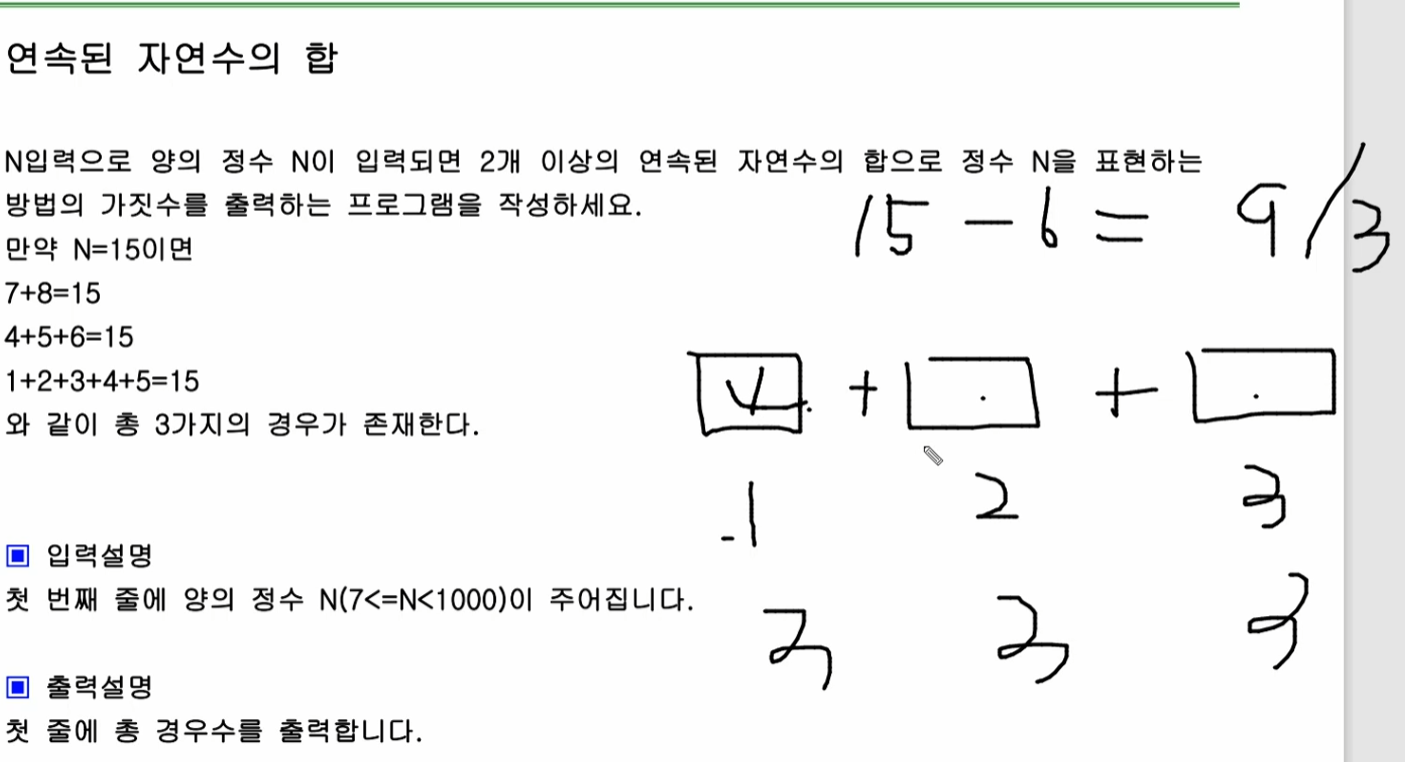 연속된 자연수의 합
N입력으로 양의 정수 N이 입력되면 2개 이상의 연속된 자연수의 합으로 정수 N을 표현하는
방법의 가짓수를 출력하는 프로그램을 작성하세요.
만약 N=15이면
7+8=15
4+5+6=15
1+2+3+4+5=15
와 같이 총 3가지의 경우가 존재한다.
15 - 6 = 9/3
+ +
1 2 3
3 3 3
입력설명
첫 번째 줄에 양의 정수 N(7<=N<1000)이 주어집니다.
출력설명
첫 줄에 총 경우수를 출력합니다.